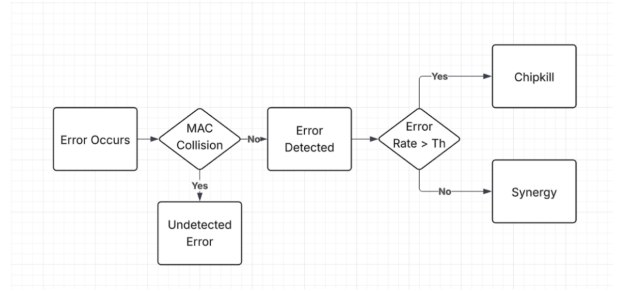 Error Occurs
MAC
Collision
No
Error
Detected
Error
Rate > Th
Yes
Chipkill
No
Synergy
Yes
Undetected
Error